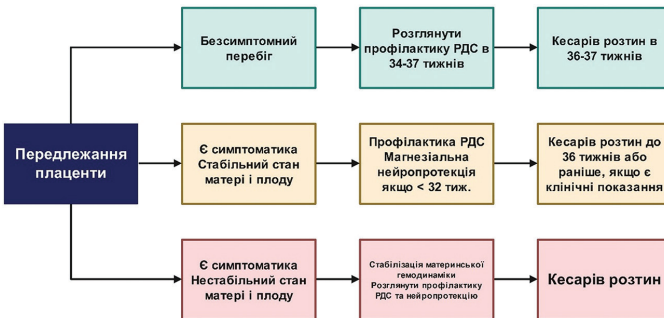 Безсимптомний
перебіг
Розглянути
профілактику РДС в
34-37 тижнів
Кесарів розтин в
36-37 тижнів
Передлежання
плаценти
Є симптоматика
Стабільний стан
матері і плоду
Профілактика РДС
Магнезіальна
нейропротекція
якщо < 32 тиж.
Кесарів розтин до
36 тижнів або
раніше, якщо є
клінічні показання
Є симптоматика
Нестабільний стан
матері і плоду
Стабілізація материнської
гемодинаміки
Розглянути профілактику
РДС та нейропротекцію
Кесарів розтин